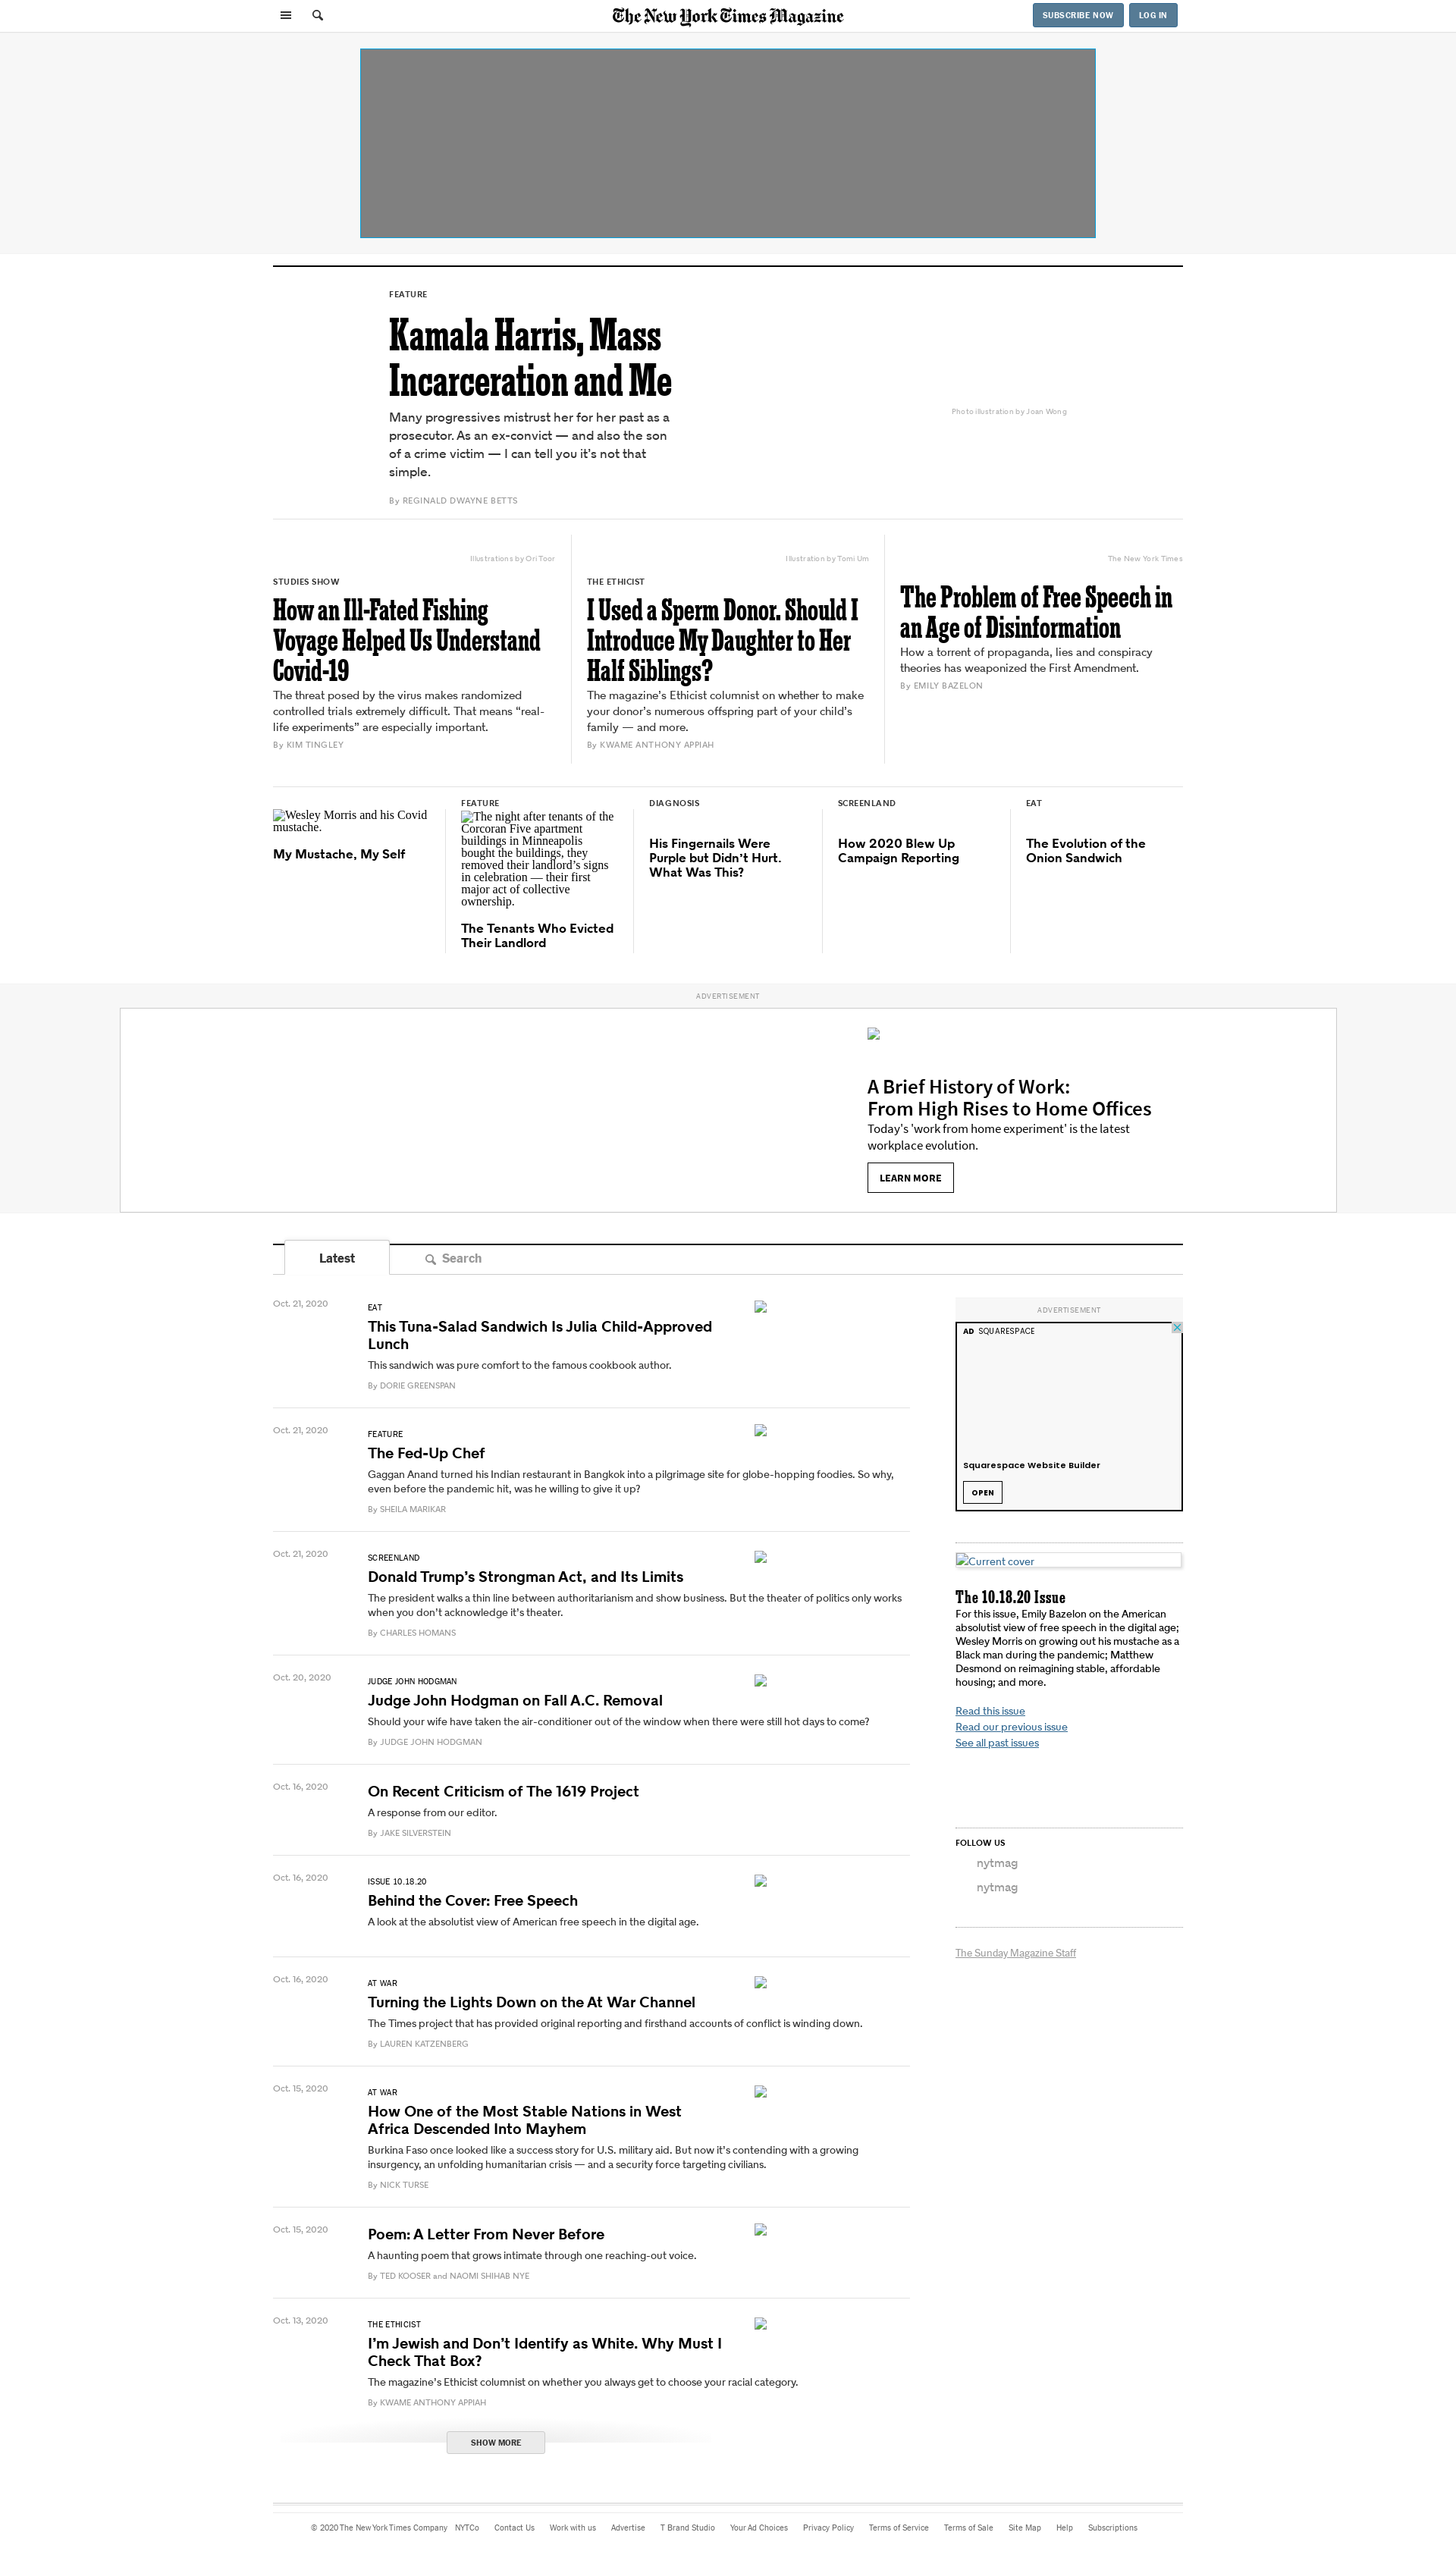 The New York Times Magazine
SUBSCRIBE NOW
LOG IN
FEATURE
Kamala Harris, Mass
Incarceration and Me
Many progressives mistrust her for her past as a
prosecutor. As an ex-convict — and also the son
of a crime victim — I can tell you it’s not that
simple.
By REGINALD DWAYNE BETTS
Photo illustration by Joan Wong
Illustrations by Ori Toor
STUDIES SHOW
How an Ill-Fated Fishing
Voyage Helped Us Understand
Covid-19
The threat posed by the virus makes randomized
controlled trials extremely difficult. That means “real-
life experiments” are especially important.
By KIM TINGLEY
Illustration by Tomi Um
THE ETHICIST
I Used a Sperm Donor. Should I
Introduce My Daughter to Her
Half Siblings?
The magazine’s Ethicist columnist on whether to make
your donor’s numerous offspring part of your child’s
family — and more.
By KWAME ANTHONY APPIAH
The New York Times
The Problem of Free Speech in
an Age of Disinformation
How a torrent of propaganda, lies and conspiracy
theories has weaponized the First Amendment.
By EMILY BAZELON
Wesley Morris and his Covid
mustache.
My Mustache, My Self
FEATURE
The night after tenants of the
Corcoran Five apartment
buildings in Minneapolis
bought the buildings, they
removed their landlord’s signs
in celebration — their first
major act of collective
ownership.
The Tenants Who Evicted
Their Landlord
DIAGNOSIS
His Fingernails Were
Purple but Didn’t Hurt.
What Was This?
SCREENLAND
How 2020 Blew Up
Campaign Reporting
EAT
The Evolution of the
Onion Sandwich
ADVERTISEMENT
A Brief History of Work:
From High Rises to Home Offices
Today's 'work from home experiment' is the latest
workplace evolution.
LEARN MORE
Latest
Search
Oct. 21, 2020
EAT
This Tuna-Salad Sandwich Is Julia Child-Approved
Lunch
This sandwich was pure comfort to the famous cookbook author.
By DORIE GREENSPAN
Oct. 21, 2020
FEATURE
The Fed-Up Chef
Gaggan Anand turned his Indian restaurant in Bangkok into a pilgrimage site for globe-hopping foodies. So why,
even before the pandemic hit, was he willing to give it up?
By SHEILA MARIKAR
Oct. 21, 2020
SCREENLAND
Donald Trump’s Strongman Act, and Its Limits
The president walks a thin line between authoritarianism and show business. But the theater of politics only works
when you don’t acknowledge it’s theater.
By CHARLES HOMANS
Oct. 20, 2020
JUDGE JOHN HODGMAN
Judge John Hodgman on Fall A.C. Removal
Should your wife have taken the air-conditioner out of the window when there were still hot days to come?
By JUDGE JOHN HODGMAN
Oct. 16, 2020
On Recent Criticism of The 1619 Project
A response from our editor.
By JAKE SILVERSTEIN
Oct. 16, 2020
ISSUE 10.18.20
Behind the Cover: Free Speech
A look at the absolutist view of American free speech in the digital age.
Oct. 16, 2020
AT WAR
Turning the Lights Down on the At War Channel
The Times project that has provided original reporting and firsthand accounts of conflict is winding down.
By LAUREN KATZENBERG
Oct. 15, 2020
AT WAR
How One of the Most Stable Nations in West
Africa Descended Into Mayhem
Burkina Faso once looked like a success story for U.S. military aid. But now it’s contending with a growing
insurgency, an unfolding humanitarian crisis — and a security force targeting civilians.
By NICK TURSE
Oct. 15, 2020
Poem: A Letter From Never Before
A haunting poem that grows intimate through one reaching-out voice.
By TED KOOSER and NAOMI SHIHAB NYE
Oct. 13, 2020
THE ETHICIST
I’m Jewish and Don’t Identify as White. Why Must I
Check That Box?
The magazine’s Ethicist columnist on whether you always get to choose your racial category.
By KWAME ANTHONY APPIAH
SHOW MORE
ADVERTISEMENT
AD SQUARESPACE
Squarespace Website Builder
OPEN
Current cover
The 10.18.20 Issue
For this issue, Emily Bazelon on the American
absolutist view of free speech in the digital age;
Wesley Morris on growing out his mustache as a
Black man during the pandemic; Matthew
Desmond on reimagining stable, affordable
housing; and more.
Read this issue
Read our previous issue
See all past issues
FOLLOW US
nytmag
nytmag
The Sunday Magazine Staff
© 2020 The New York Times Company NYTCo Contact Us Work with us Advertise T Brand Studio Your Ad Choices Privacy Policy Terms of Service Terms of Sale Site Map Help Subscriptions